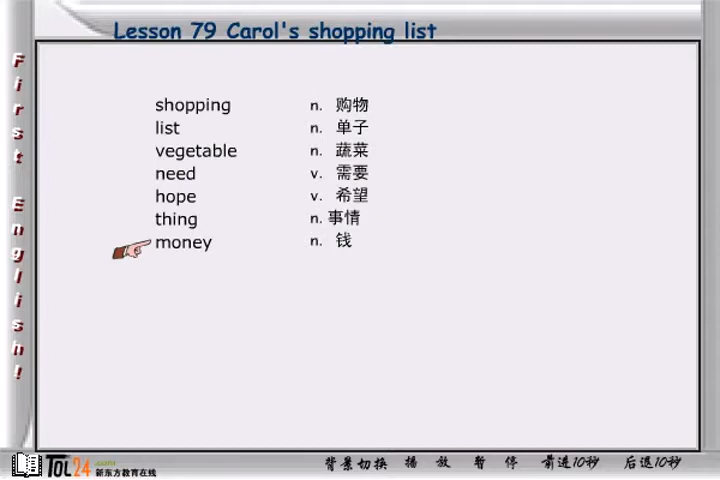 Lesson 79 Carol's shopping list
First English!
shopping n. 购物
list n. 单子
vegetable n. 蔬菜
need v. 需要
hope v. 希望
thing n. 事情
money n. 钱
TOL24
新东方教育在线
背景切换 播放 暂停 前进10秒 后退10秒